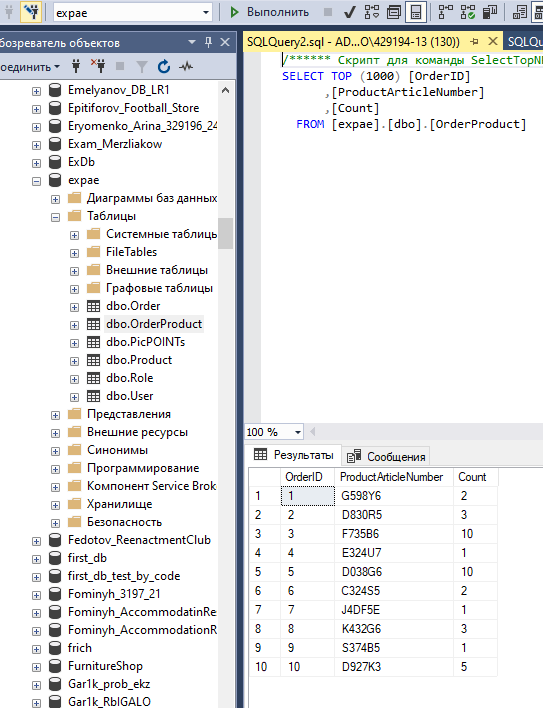 expae
Выполнить
бозреватель объектов
SQLQuery2.sql - AD...O\429194-13 (130))
SQLQu
оединить
Emelyanov_DB_LR1
Epitiforov_Football_Store
Eryomenko_Arina_329196_24
Exam_Merzliakow
ExDb
expae
Диаграммы баз данных
Таблицы
Системные таблицы
FileTables
Внешние таблицы
Графовые таблицы
dbo.Order
dbo.OrderProduct
dbo.PicPOINTs
dbo.Product
dbo.Role
dbo.User
Представления
Внешние ресурсы
Синонимы
Программирование
Компонент Service Brok
Хранилище
Безопасность
Fedotov_ReenactmentClub
first_db
first_db_test_by_code
Fominyh_3197_21
Fominyh_AccommodatinRes
Fominyh_AccommodationR
frich
FurnitureShop
Gar1k_prob_ekz
Gar1k_RblGALO
/****** Скрипт для команды SelectTopN
SELECT TOP (1000) [OrderID]
,[ProductArticleNumber]
,[Count]
FROM [expae].[dbo].[OrderProduct]
100 %
Результаты
Сообщения
OrderID ProductArticleNumber Count
1 1 G598Y6 2
2 2 D830R5 3
3 3 F735B6 10
4 4 E324U7 1
5 5 D038G6 10
6 6 C324S5 2
7 7 J4DF5E 1
8 8 K432G6 3
9 9 S374B5 1
10 10 D927K3 5